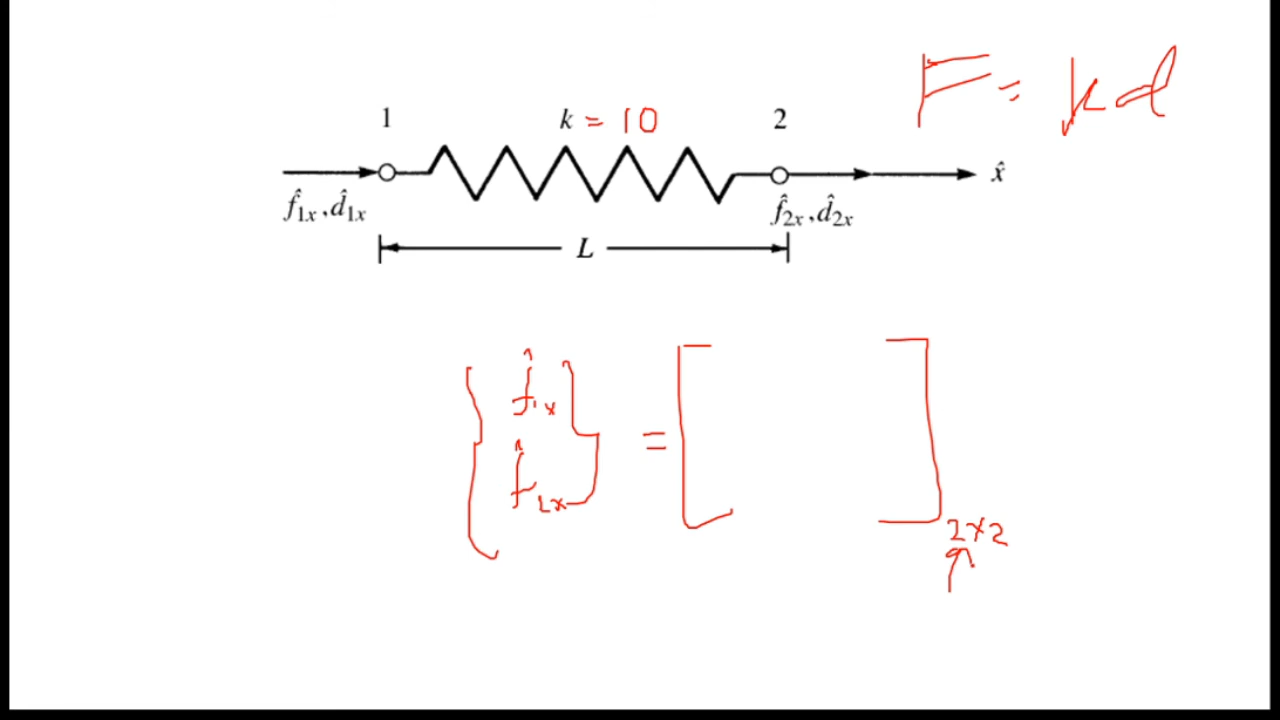 F = kd
1 k = 10 2
f̂1x, d̂1x f̂2x, d̂2x x̂
L
{ f̂1x
f̂2x } = [ ]
2x2